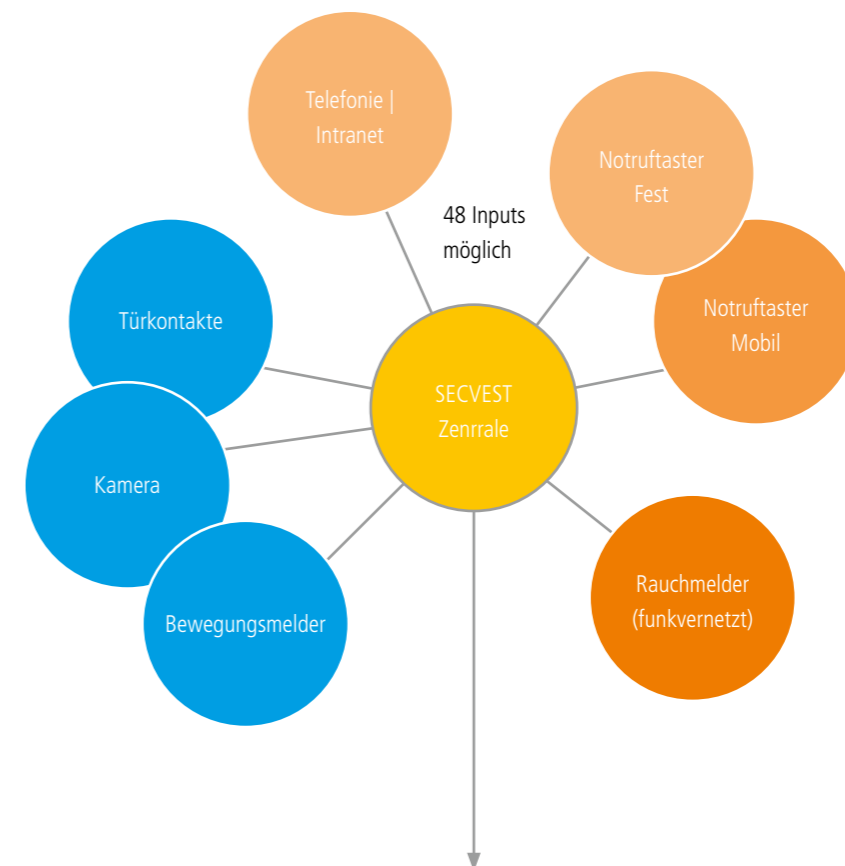 Telefonie |
Intranet
Notruftaster
Fest
48 Inputs
möglich
Türkontakte
Notruftaster
Mobil
SECVEST
Zenrrale
Kamera
Rauchmelder
(funkvernetzt)
Bewegungsmelder